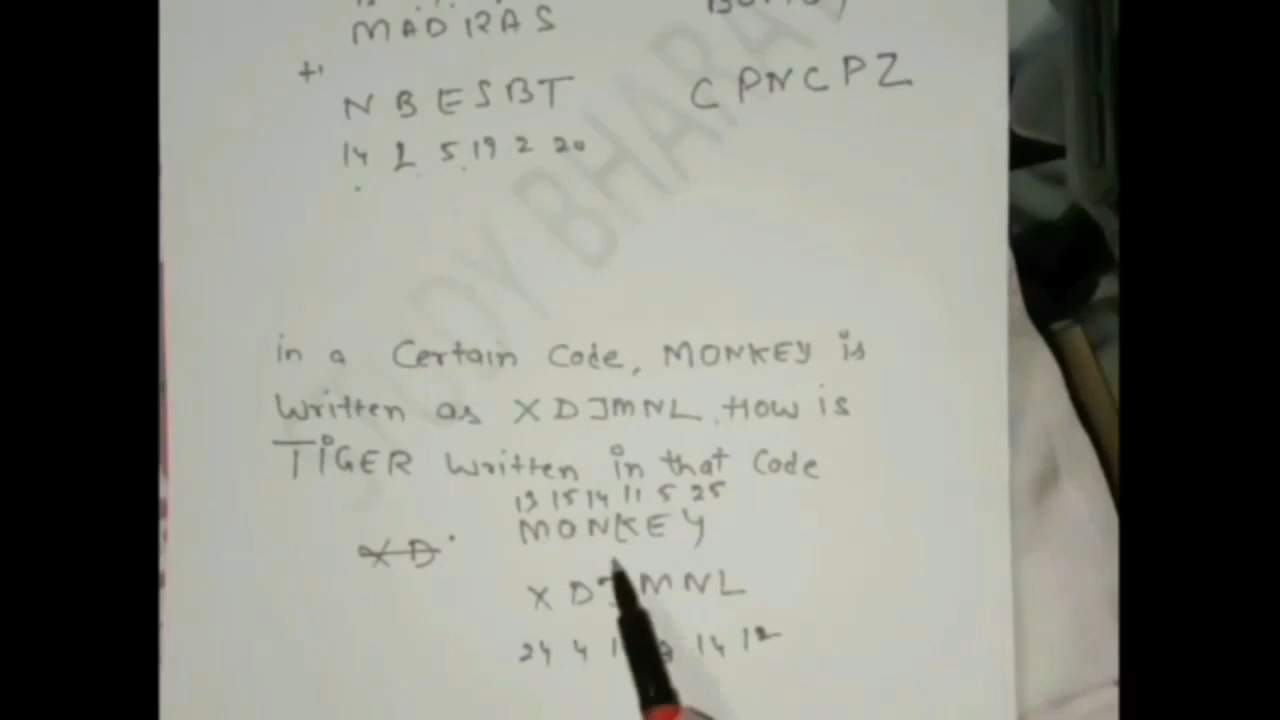 MADRAS
+1
NBESBT CPNCPZ
14 2 5 19 2 20
in a Certain Code, MONKEY is
Written as XDJMNL. How is
TIGER Written in that Code
13 15 14 11 5 25
MONKEY
XD
XDJMNL
24 4 14 12
STUDY BHARAT